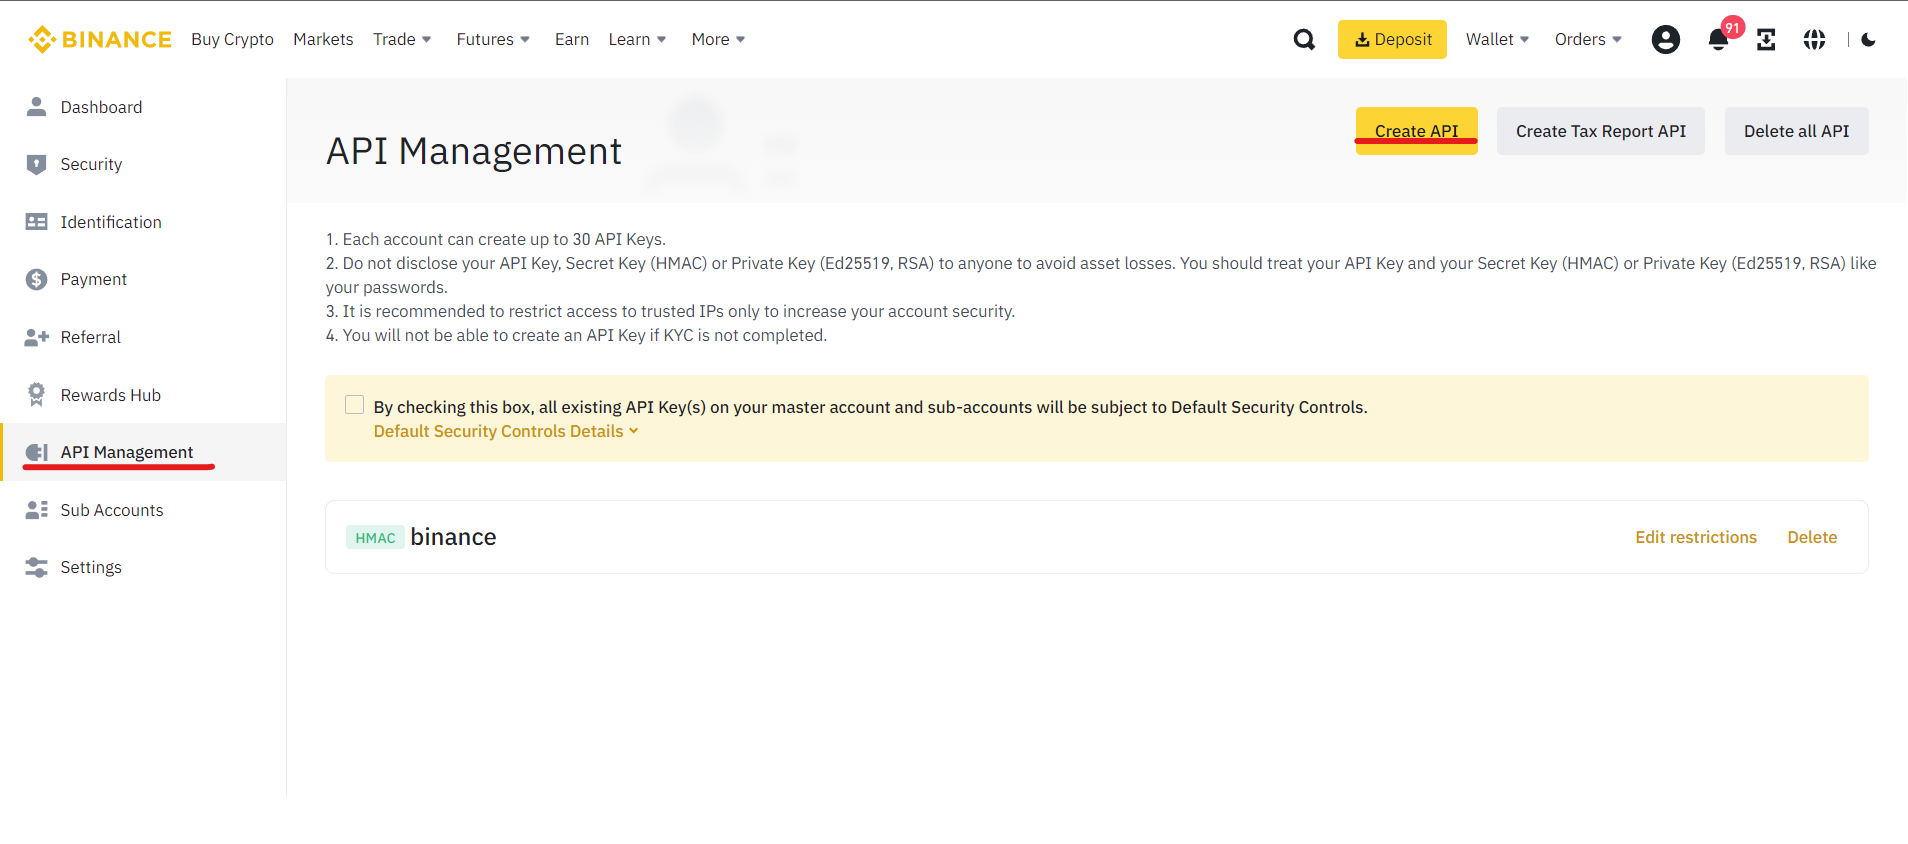 BINANCE Buy Crypto Markets Trade Futures Earn Learn More Deposit Wallet Orders 91
Dashboard
Security
Identification
Payment
Referral
Rewards Hub
API Management
Sub Accounts
Settings
API Management
Create API Create Tax Report API Delete all API
1. Each account can create up to 30 API Keys.
2. Do not disclose your API Key, Secret Key (HMAC) or Private Key (Ed25519, RSA) to anyone to avoid asset losses. You should treat your API Key and your Secret Key (HMAC) or Private Key (Ed25519, RSA) like
your passwords.
3. It is recommended to restrict access to trusted IPs only to increase your account security.
4. You will not be able to create an API Key if KYC is not completed.
By checking this box, all existing API Key(s) on your master account and sub-accounts will be subject to Default Security Controls.
Default Security Controls Details
HMAC binance Edit restrictions Delete